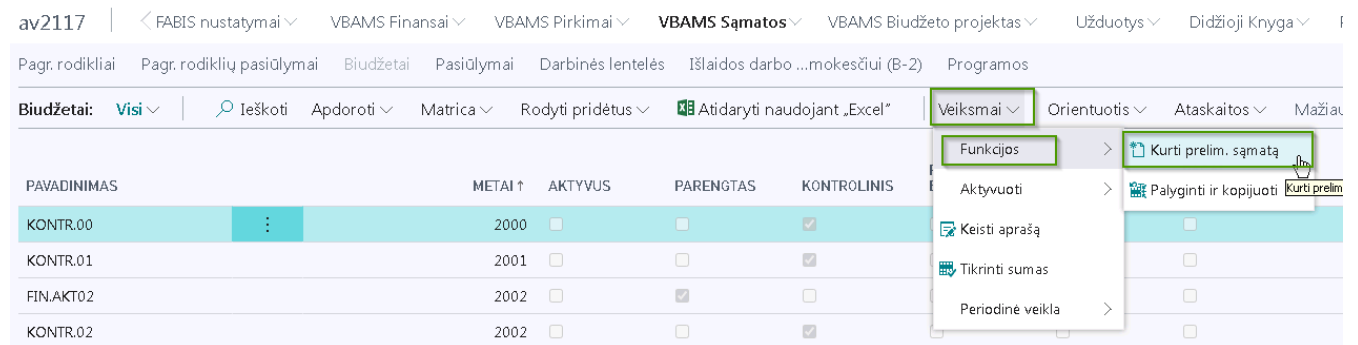 av2117 FABIS nustatymai VBAMS Finansai VBAMS Pirkimai VBAMS Sąmatos VBAMS Biudžeto projektas Užduotys Didžioji Knyga
Pagr. rodikliai Pagr. rodiklių pasiūlymai Biudžetai Pasiūlymai Darbinės lentelės Išlaidos darbo ...mokesčiui (B-2) Programos
Biudžetai: Visi Ieškoti Apdoroti Matrica Rodyti pridėtus Atidaryti naudojant „Excel" Veiksmai Orientuotis Ataskaitos Mažiau
Funkcijos Kurti prelim. sąmatą
PAVADINIMAS METAI↑ AKTYVUS PARENGTAS KONTROLINIS Aktyvuoti Palyginti ir kopijuoti Kurti prelim
KONTR.00 2000 Keisti aprašą
KONTR.01 2001 Tikrinti sumas
FIN.AKT02 2002 Periodinė veikla
KONTR.02 2002